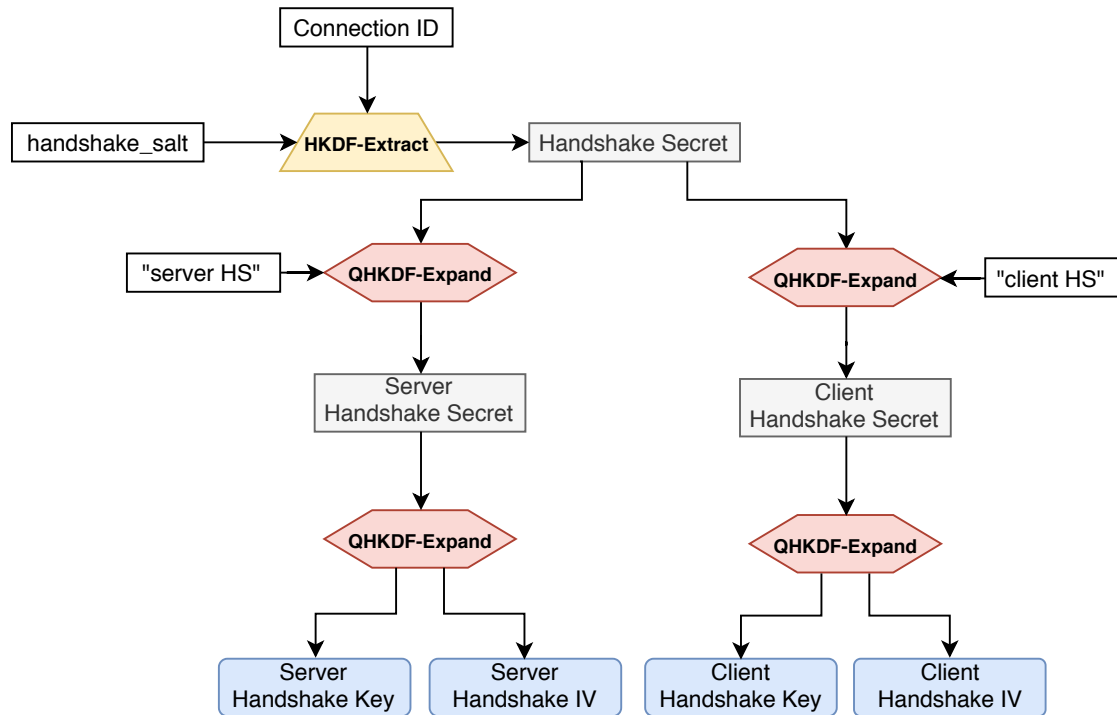 Connection ID
handshake_salt
HKDF-Extract
Handshake Secret
"server HS"
QHKDF-Expand
QHKDF-Expand
"client HS"
Server
Handshake Secret
Client
Handshake Secret
QHKDF-Expand
QHKDF-Expand
Server
Handshake Key
Server
Handshake IV
Client
Handshake Key
Client
Handshake IV